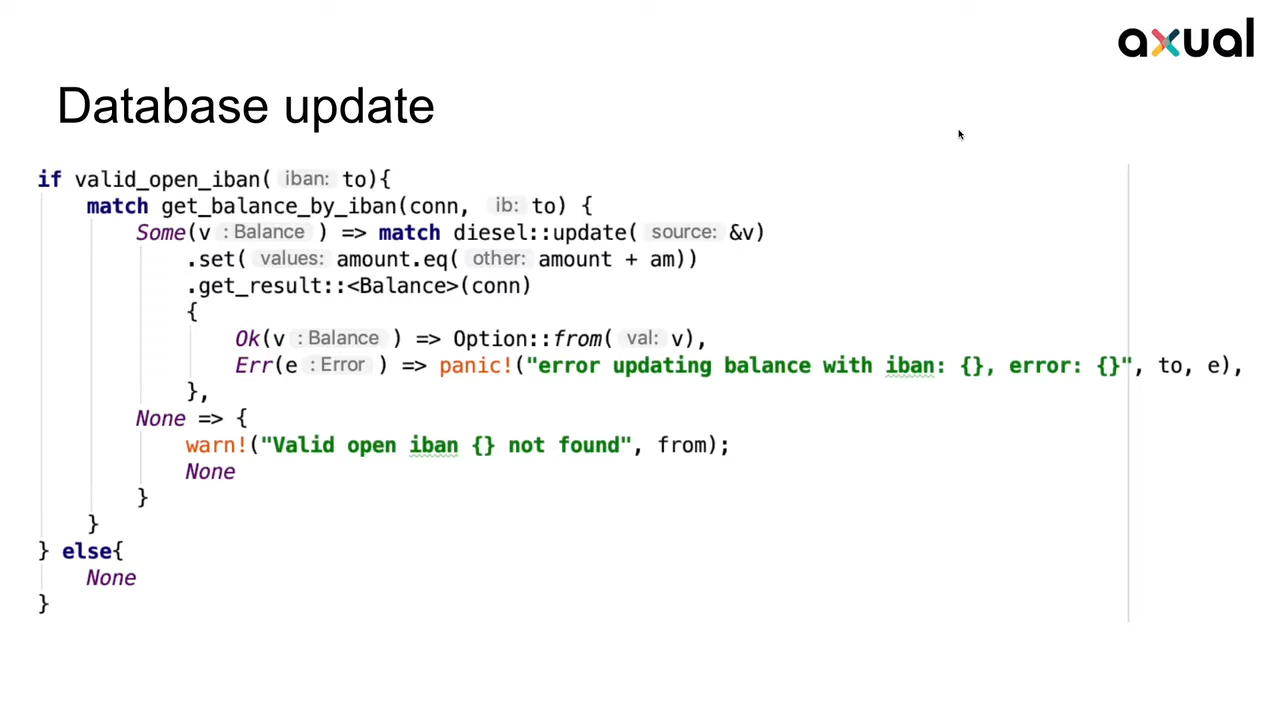 axual
Database update
if valid_open_iban( iban: to){
match get_balance_by_iban(conn, ib: to) {
Some(v : Balance ) => match diesel::update( source: &v)
.set( values: amount.eq( other: amount + am))
.get_result::<Balance>(conn)
{
Ok(v : Balance ) => Option::from( val: v),
Err(e : Error ) => panic!("error updating balance with iban: {}, error: {}", to, e),
},
None => {
warn!("Valid open iban {} not found", from);
None
}
}
} else{
None
}